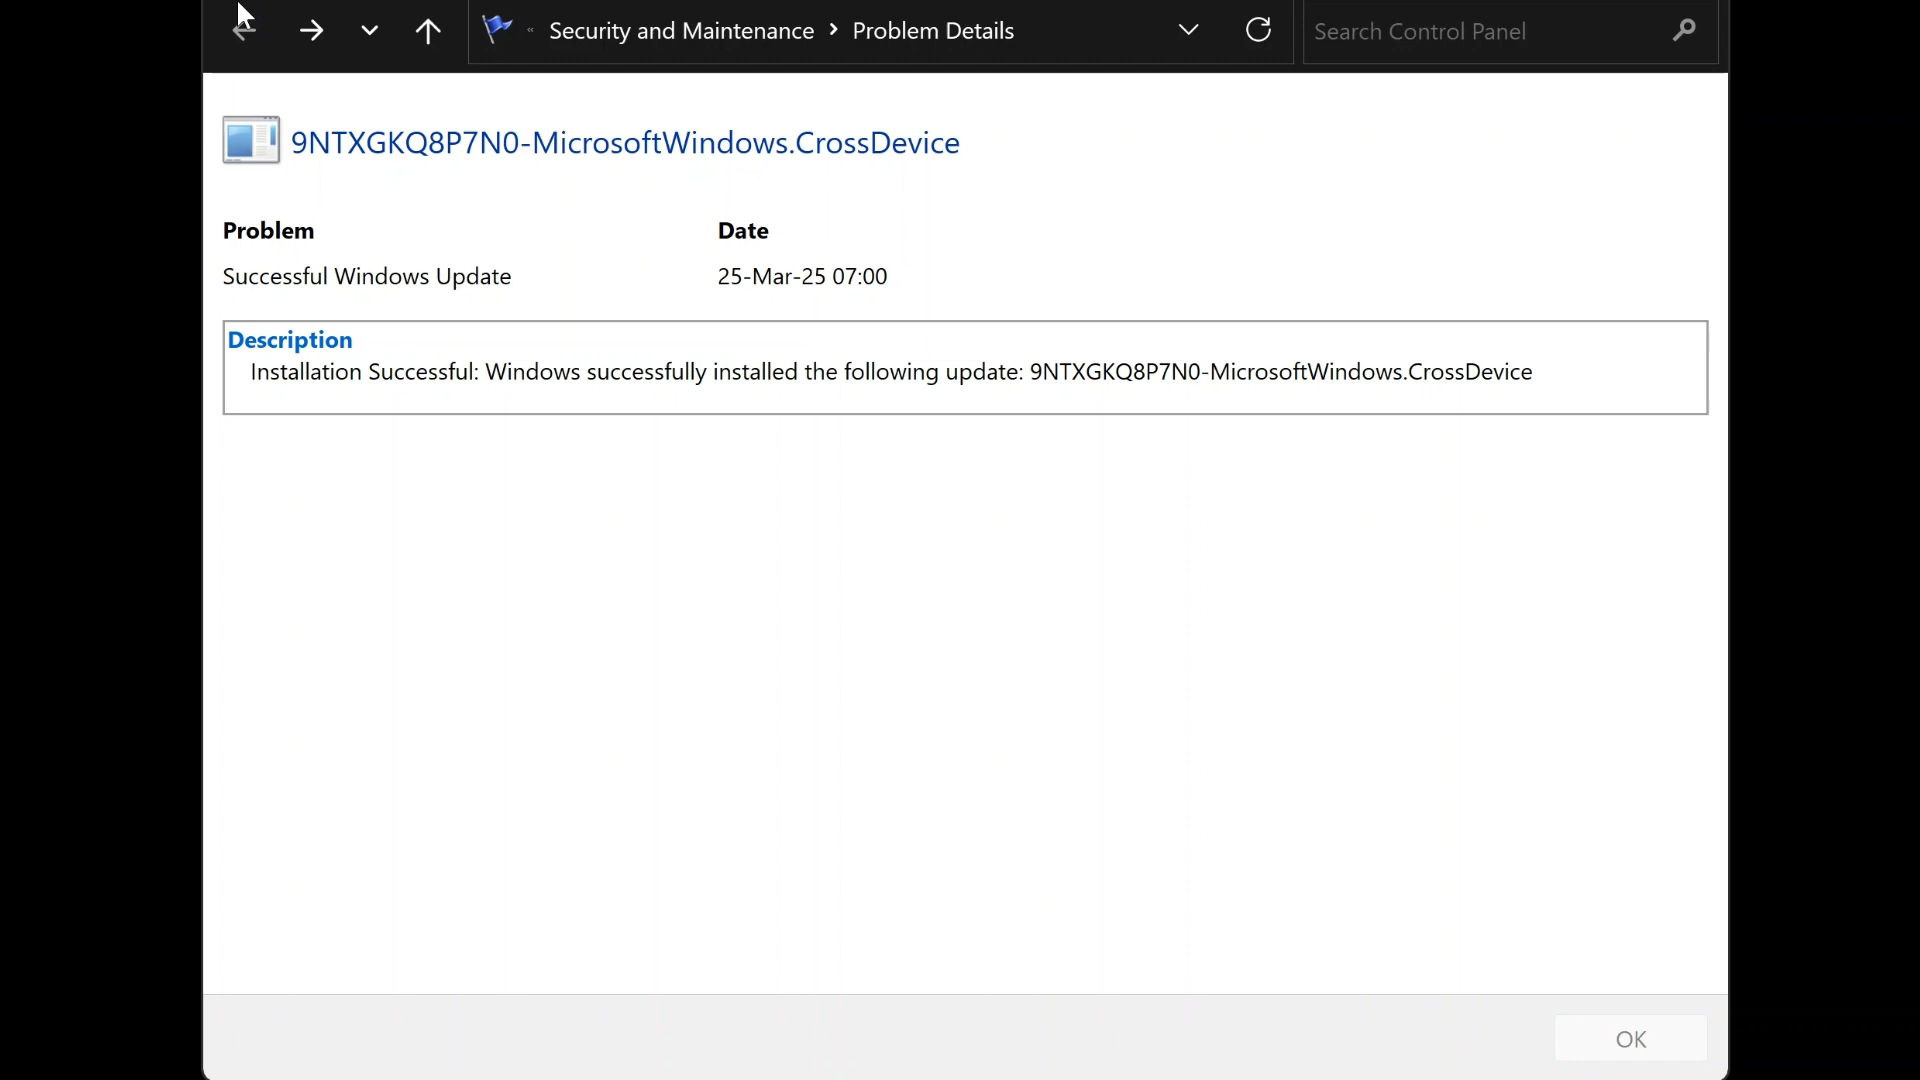 « Security and Maintenance > Problem Details
Search Control Panel
9NTXGKQ8P7N0-MicrosoftWindows.CrossDevice
Problem Date
Successful Windows Update 25-Mar-25 07:00
Description
Installation Successful: Windows successfully installed the following update: 9NTXGKQ8P7N0-MicrosoftWindows.CrossDevice
OK